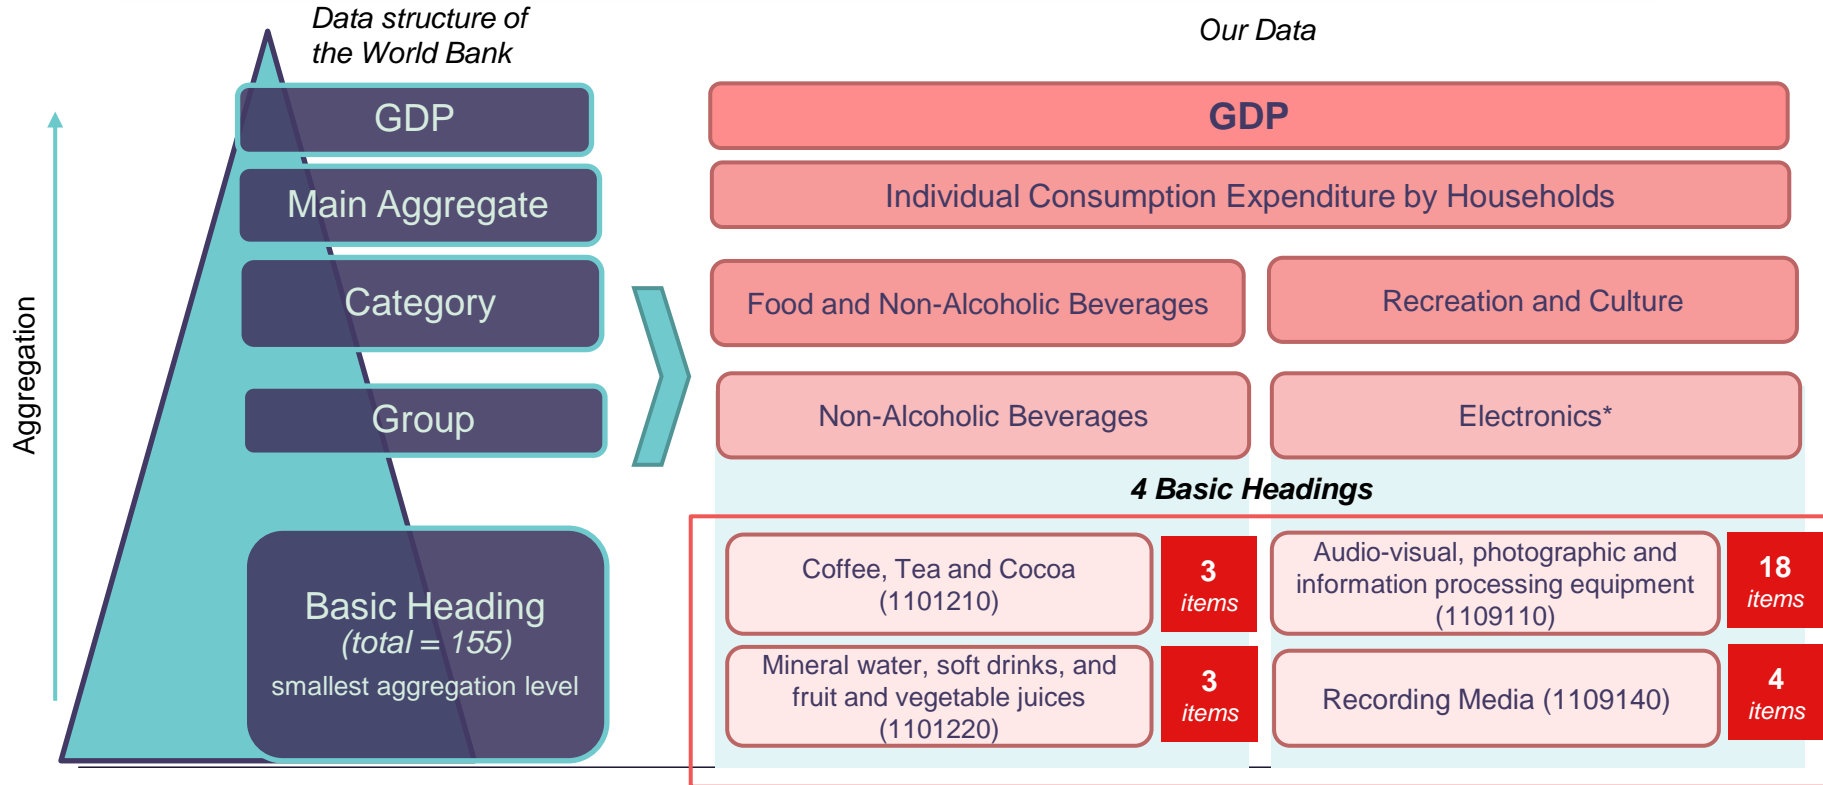 Data structure of
the World Bank
Our Data
Aggregation
GDP
GDP
Main Aggregate
Individual Consumption Expenditure by Households
Category
Food and Non-Alcoholic Beverages
Recreation and Culture
Group
Non-Alcoholic Beverages
Electronics*
4 Basic Headings
Basic Heading
(total = 155)
smallest aggregation level
Coffee, Tea and Cocoa
(1101210)
3
items
Audio-visual, photographic and
information processing equipment
(1109110)
18
items
Mineral water, soft drinks, and
fruit and vegetable juices
(1101220)
3
items
Recording Media (1109140)
4
items